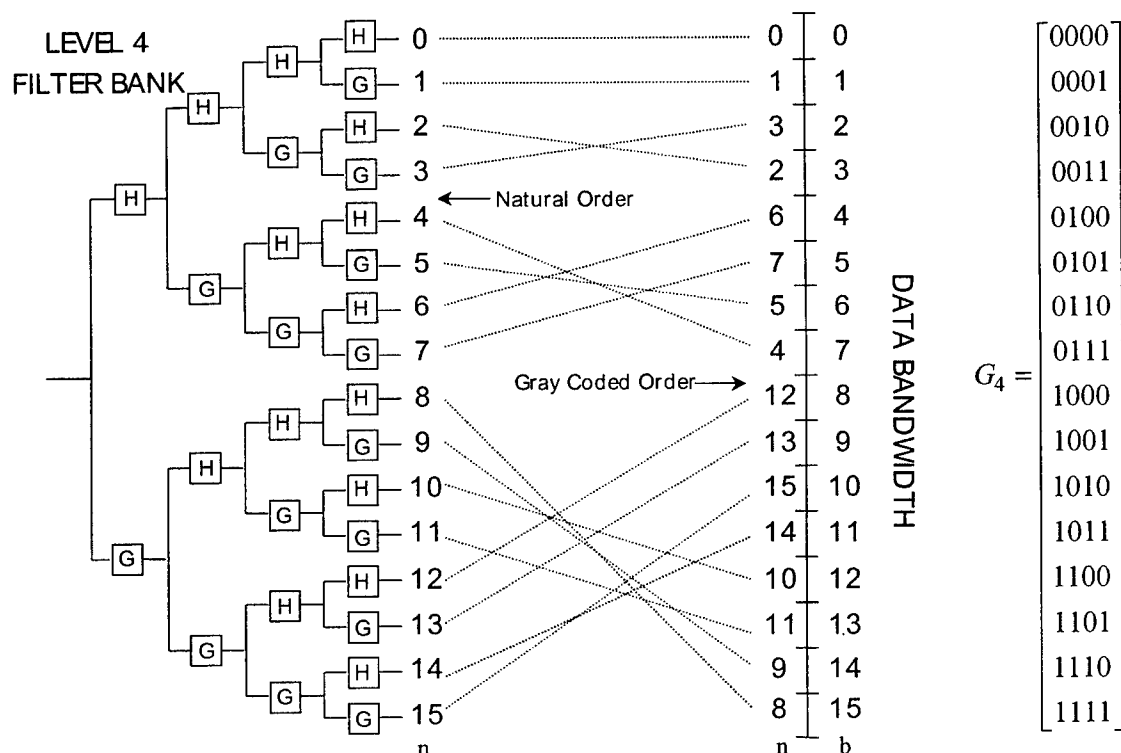 LEVEL 4
FILTER BANK
H 0 0 0
H
G 1 1 1
H
H 2 3 2
G
G 3 2 3
H
Natural Order
H 4 6 4
H
G 5 7 5
G
H 6 5 6
G
G 7 4 7
Gray Coded Order
H 8 12 8
H
G 9 13 9
H
H 10 15 10
G
G 11 14 11
G
H 12 10 12
H
G 13 11 13
G
H 14 9 14
G
G 15 8 15
n n b
DATA BANDWIDTH
G4 =
0000
0001
0010
0011
0100
0101
0110
0111
1000
1001
1010
1011
1100
1101
1110
1111